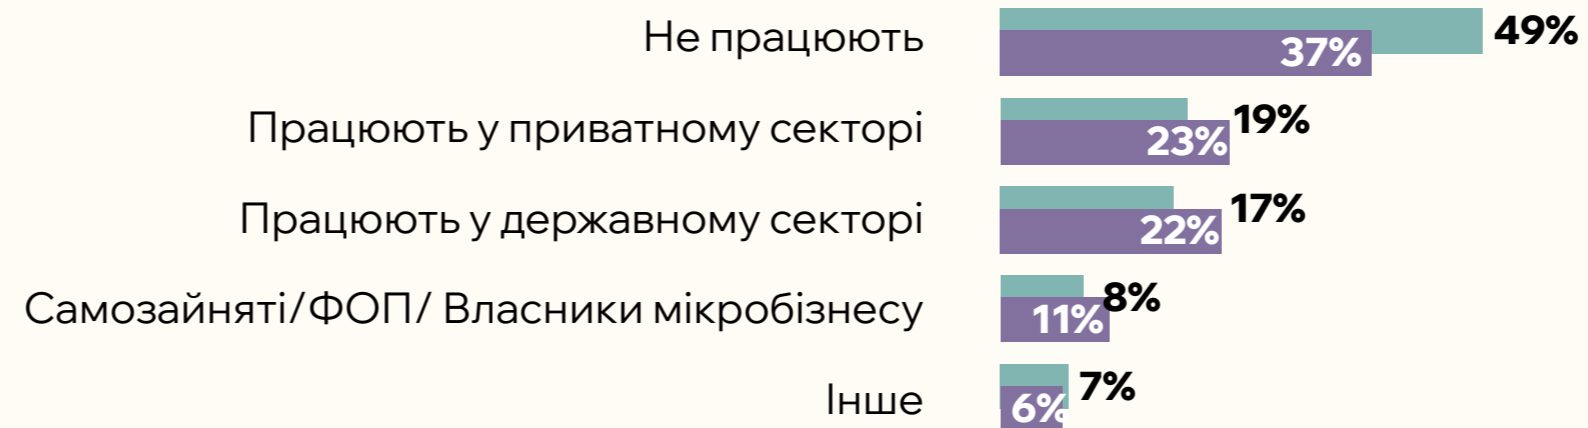 Не працюють 49%
37%
Працюють у приватному секторі 19%
23%
Працюють у державному секторі 17%
22%
Самозайняті/ФОП/ Власники мікробізнесу 8%
11%
Інше 7%
6%